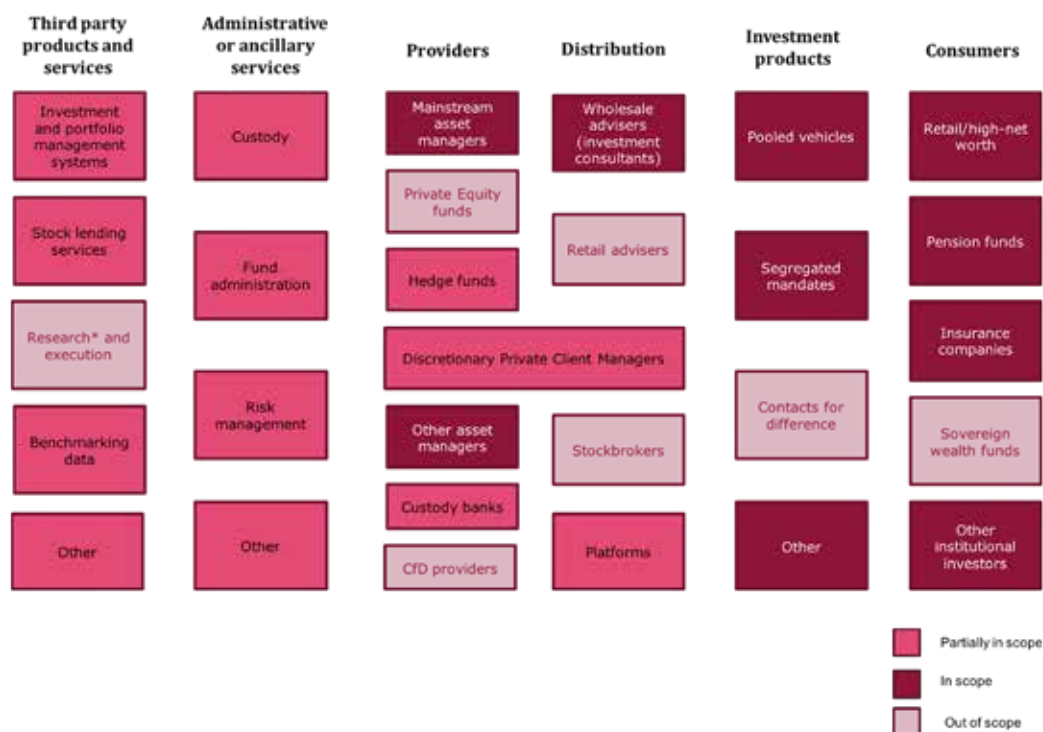 Third party
products and
services
Administrative
or ancillary
services
Providers
Distribution
Investment
products
Consumers
Investment
and portfolio
management
systems
Stock lending
services
Research* and
execution
Benchmarking
data
Other
Custody
Fund
administration
Risk
management
Other
Mainstream
asset
managers
Private Equity
funds
Hedge funds
Discretionary Private Client Managers
Other asset
managers
Custody banks
CfD providers
Wholesale
advisers
(investment
consultants)
Retail advisers
Stockbrokers
Platforms
Pooled vehicles
Segregated
mandates
Contacts for
difference
Other
Retail/high-net
worth
Pension funds
Insurance
companies
Sovereign
wealth funds
Other
institutional
investors
Partially in scope
In scope
Out of scope